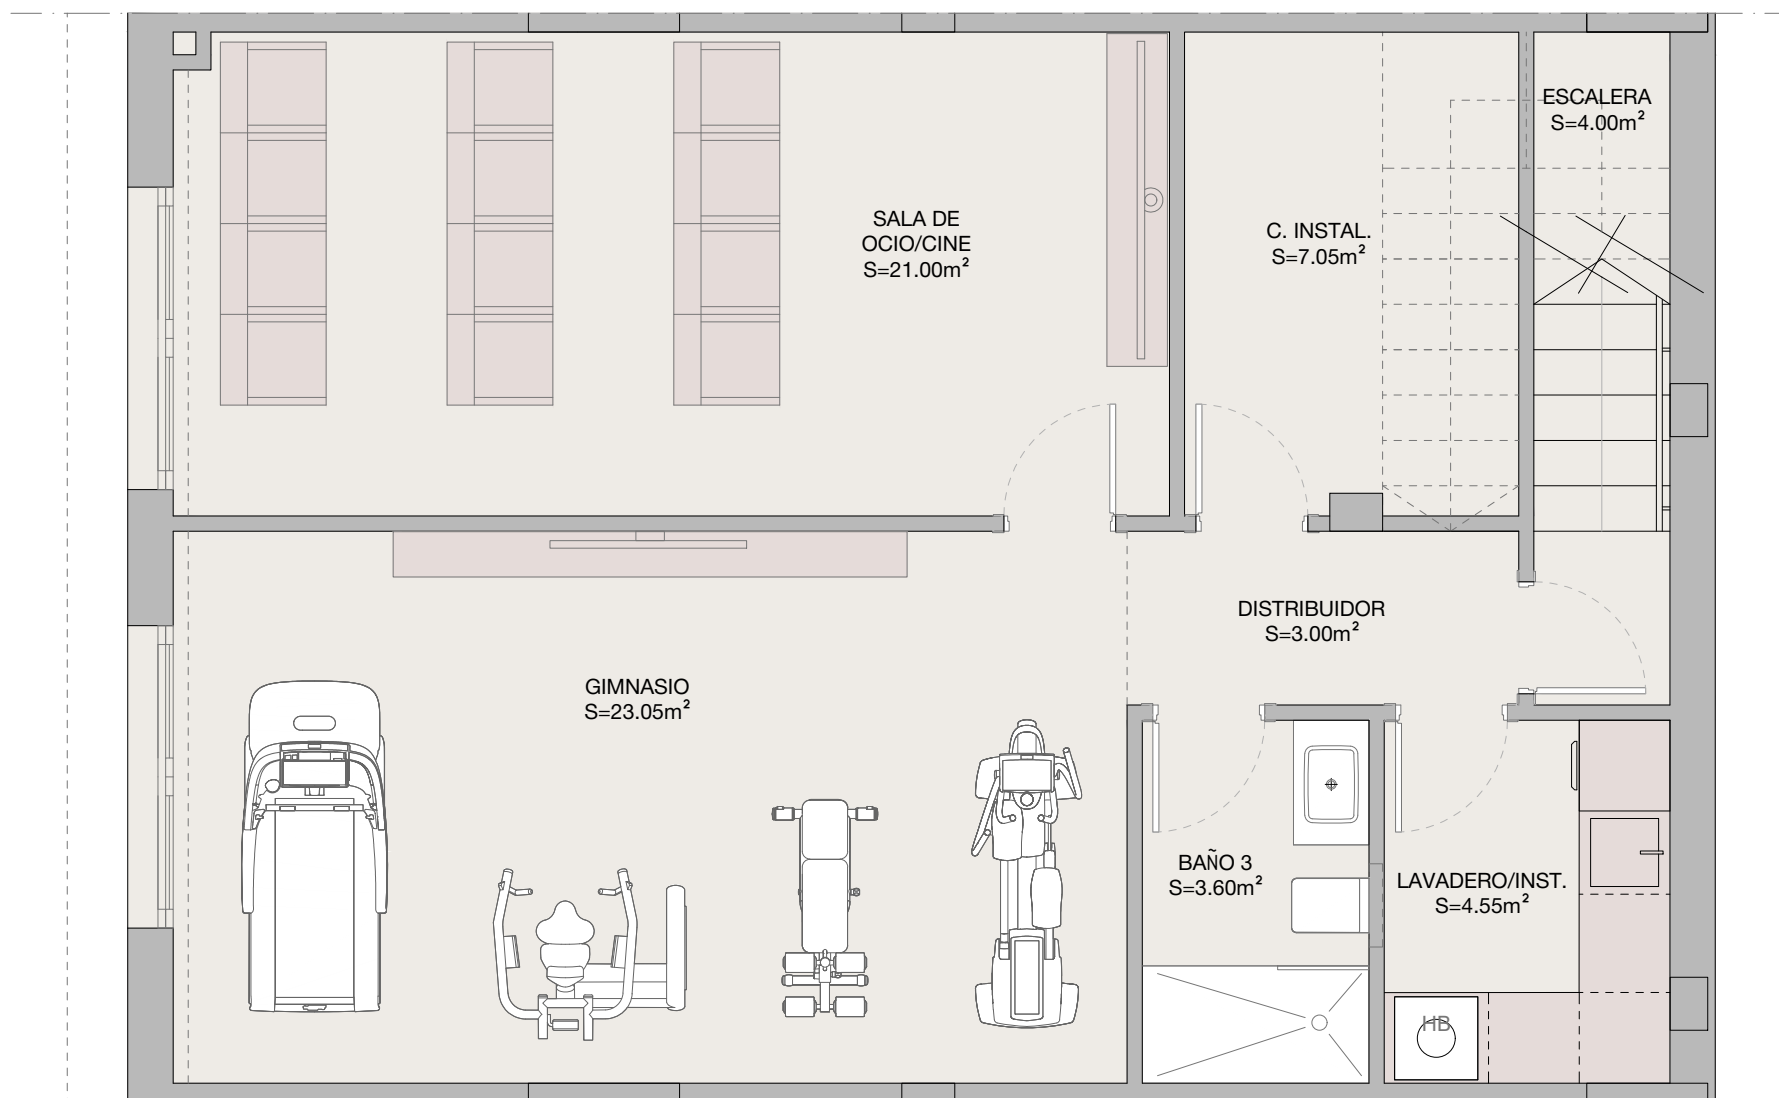 ESCALERA
S=4.00m²
SALA DE
OCIO/CINE
S=21.00m²
C. INSTAL.
S=7.05m²
DISTRIBUIDOR
S=3.00m²
GIMNASIO
S=23.05m²
BAÑO 3
S=3.60m²
LAVADERO/INST.
S=4.55m²
HB